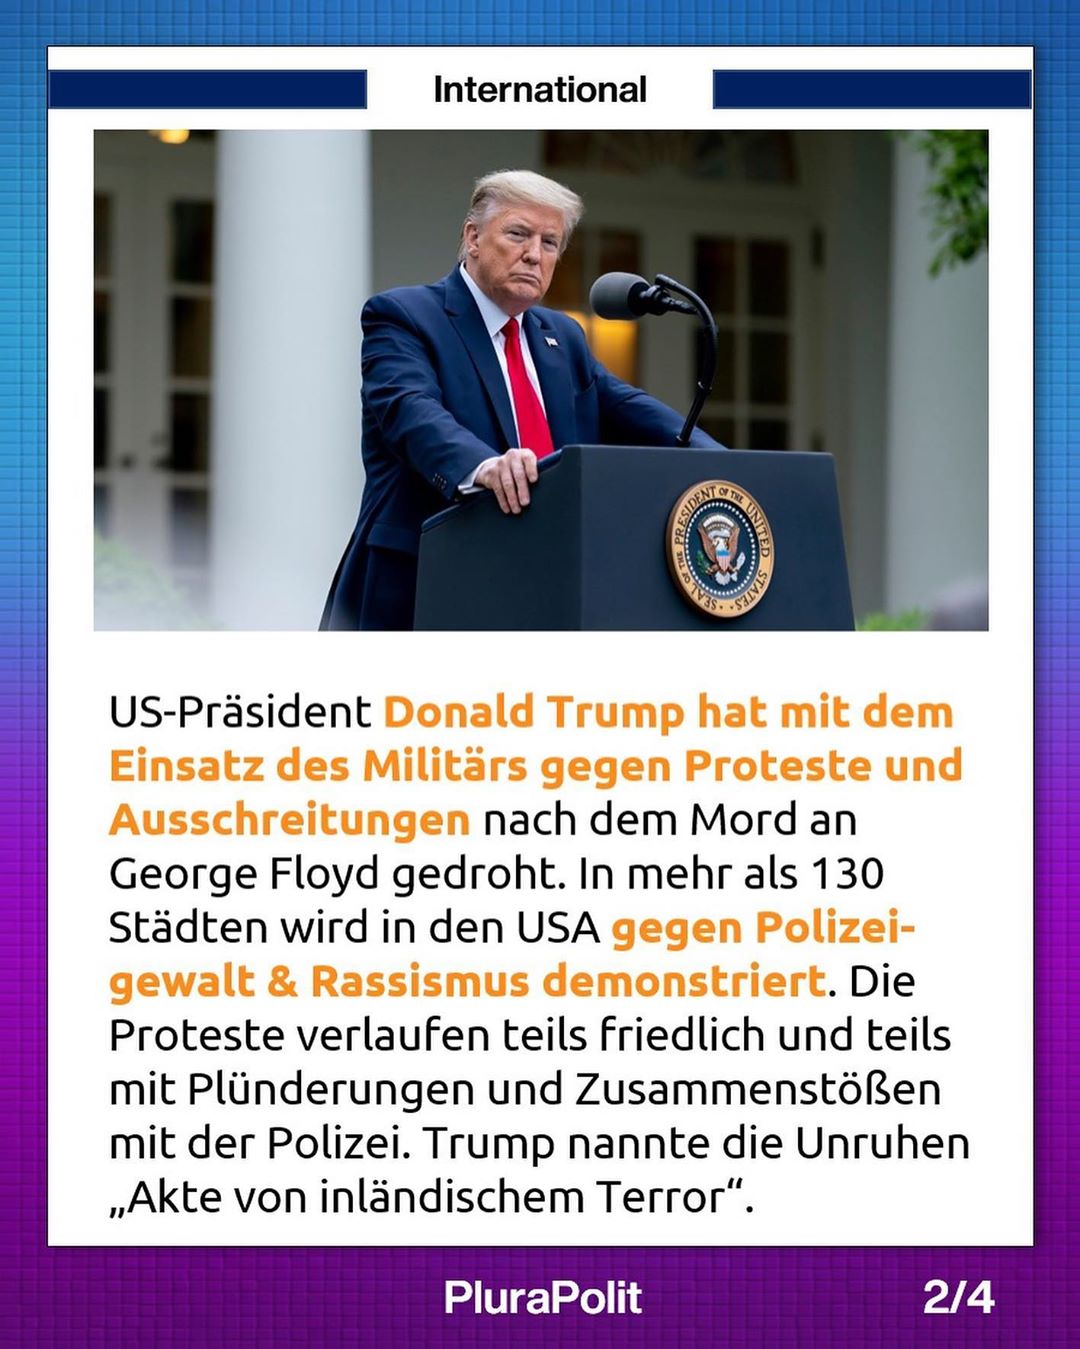 International
SEAL OF THE PRESIDENT OF THE UNITED STATES
US-Präsident Donald Trump hat mit dem
Einsatz des Militärs gegen Proteste und
Ausschreitungen nach dem Mord an
George Floyd gedroht. In mehr als 130
Städten wird in den USA gegen Polizei-
gewalt & Rassismus demonstriert. Die
Proteste verlaufen teils friedlich und teils
mit Plünderungen und Zusammenstößen
mit der Polizei. Trump nannte die Unruhen
„Akte von inländischem Terror“.
PluraPolit
2/4